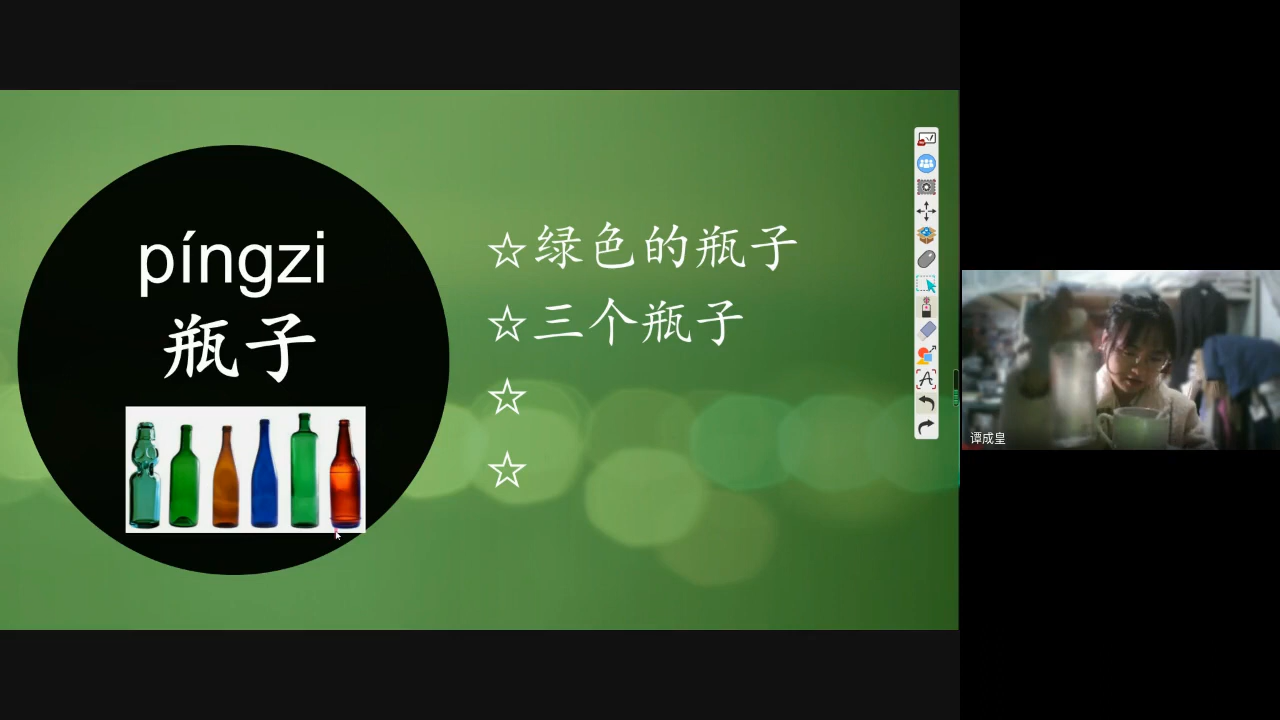 píngzi
瓶子
☆绿色的瓶子
☆三个瓶子
☆
☆
谭成皇